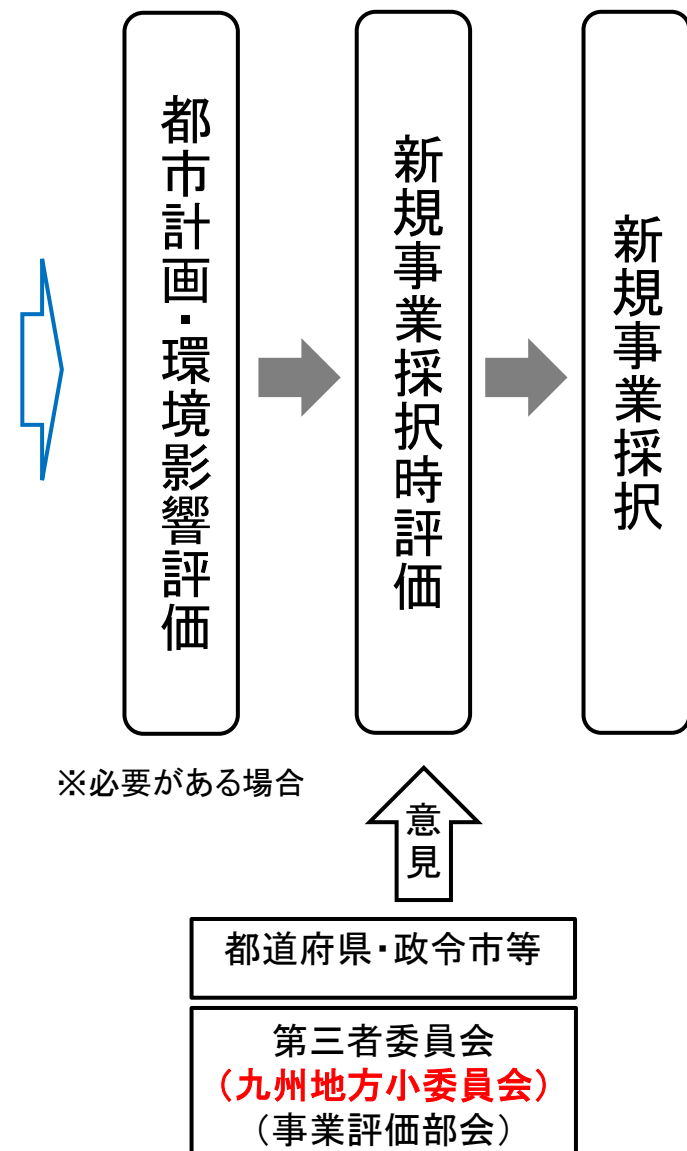 都市計画・環境影響評価
新規事業採択時評価
新規事業採択
※必要がある場合
意見
都道府県・政令市等
第三者委員会
（九州地方小委員会）
（事業評価部会）